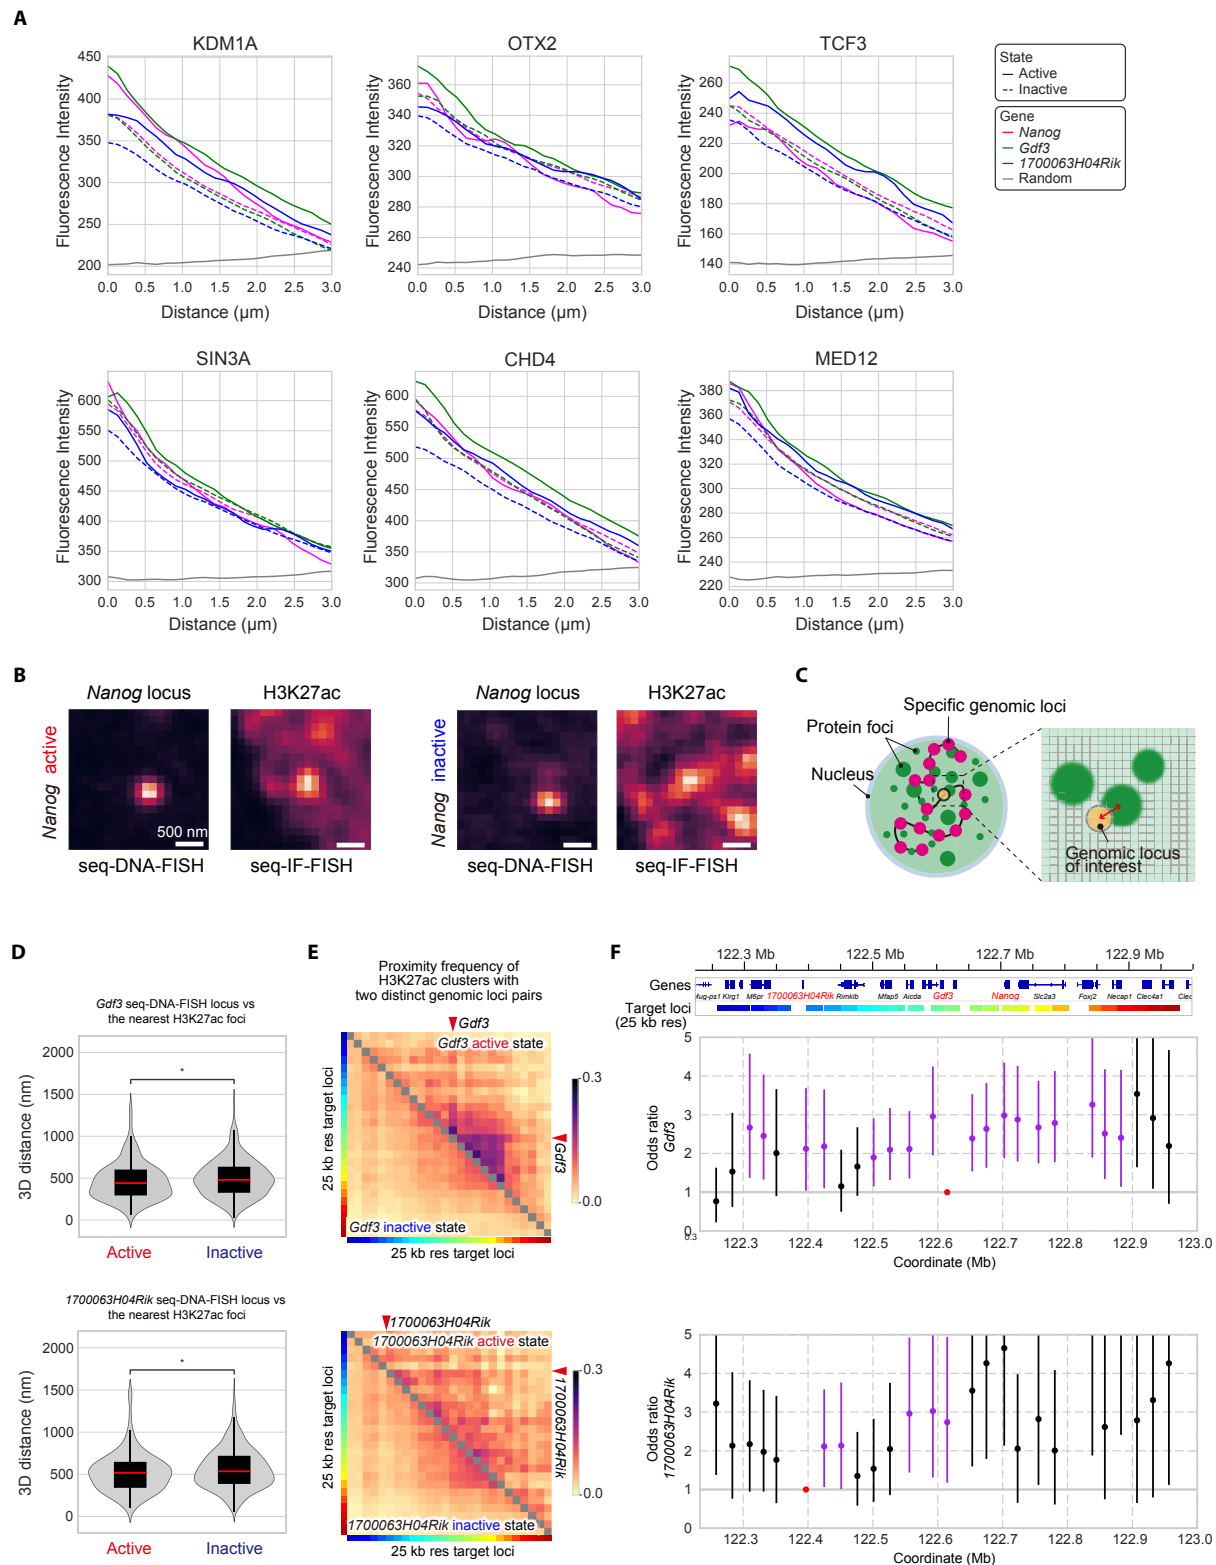 A
KDM1A
OTX2
TCF3
Fluorescence Intensity
450
400
350
300
250
200
0.0 0.5 1.0 1.5 2.0 2.5 3.0
Distance (µm)
Fluorescence Intensity
360
340
320
300
280
260
240
0.0 0.5 1.0 1.5 2.0 2.5 3.0
Distance (µm)
Fluorescence Intensity
260
240
220
200
180
160
140
0.0 0.5 1.0 1.5 2.0 2.5 3.0
Distance (µm)
State
Active
Inactive
Gene
Nanog
Gdf3
1700063H04Rik
Random
SIN3A
CHD4
MED12
Fluorescence Intensity
600
550
500
450
400
350
300
0.0 0.5 1.0 1.5 2.0 2.5 3.0
Distance (µm)
Fluorescence Intensity
600
550
500
450
400
350
300
0.0 0.5 1.0 1.5 2.0 2.5 3.0
Distance (µm)
Fluorescence Intensity
380
360
340
320
300
280
260
240
220
0.0 0.5 1.0 1.5 2.0 2.5 3.0
Distance (µm)
B
Nanog locus
H3K27ac
Nanog active
500 nm
seq-DNA-FISH
seq-IF-FISH
Nanog locus
H3K27ac
Nanog inactive
seq-DNA-FISH
seq-IF-FISH
C
Specific genomic loci
Protein foci
Nucleus
Genomic locus
of interest
D
Gdf3 seq-DNA-FISH locus vs
the nearest H3K27ac foci
3D distance (nm)
2000
1500
1000
500
0
*
Active
Inactive
1700063H04Rik seq-DNA-FISH locus vs
the nearest H3K27ac foci
3D distance (nm)
2000
1500
1000
500
0
*
Active
Inactive
E
Proximity frequency of
H3K27ac clusters with
two distinct genomic loci pairs
Gdf3
Gdf3 active state
25 kb res target loci
Gdf3 inactive state
25 kb res target loci
Gdf3
0.3
0.0
1700063H04Rik
1700063H04Rik active state
25 kb res target loci
1700063H04Rik inactive state
25 kb res target loci
1700063H04Rik
0.3
0.0
F
122.3 Mb 122.5 Mb 122.7 Mb 122.9 Mb
Genes
Mug-ps1 Klrg1 M6pr 1700063H04Rik Rimklb Mfap5 Aicda Gdf3 Nanog Slc2a3 Foxj2 Necap1 Clec4a1 Clec
Target loci
(25 kb res)
Odds ratio
Gdf3
5
4
3
2
1
0
0.3
122.3 122.4 122.5 122.6 122.7 122.8 122.9 123.0
Coordinate (Mb)
Odds ratio
1700063H04Rik
5
4
3
2
1
0
122.3 122.4 122.5 122.6 122.7 122.8 122.9 123.0
Coordinate (Mb)